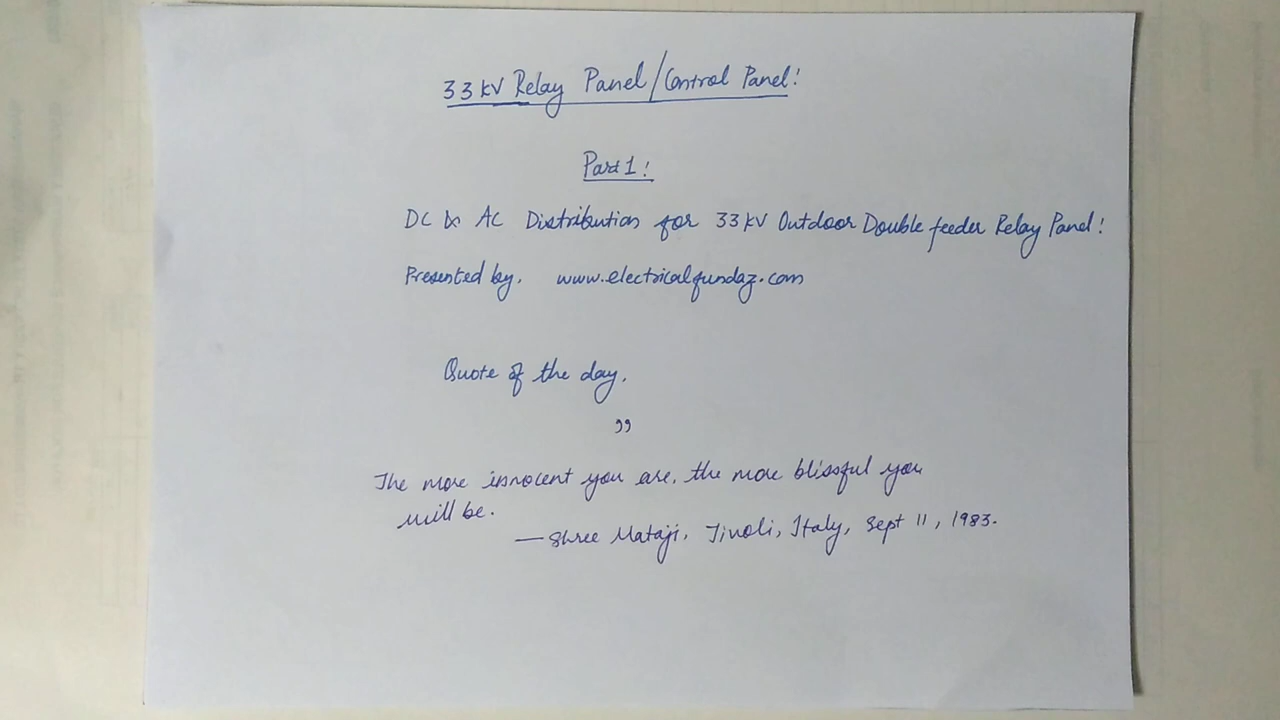 33 kV Relay Panel/Control Panel!
Part 1!
DC & AC Distribution for 33 kV Outdoor Double feeder Relay Panel!
Presented by, www.electricalfundaz.com
Quote of the day,
"
The more innocent you are, the more blissful you
will be.
— Shree Mataji, Tivoli, Italy, Sept 11, 1983.